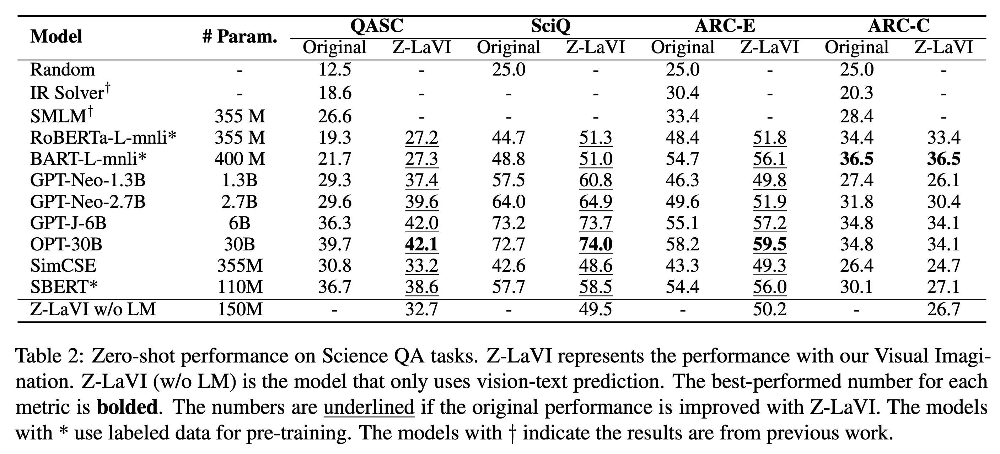 Model # Param. QASC SciQ ARC-E ARC-C
Original Z-LaVI Original Z-LaVI Original Z-LaVI Original Z-LaVI
Random - 12.5 - 25.0 - 25.0 - 25.0 -
IR Solver† - 18.6 - - - 30.4 - 20.3 -
SMLM† 355 M 26.6 - - - 33.4 - 28.4 -
RoBERTa-L-mnli* 355 M 19.3 27.2 44.7 51.3 48.4 51.8 34.4 33.4
BART-L-mnli* 400 M 21.7 27.3 48.8 51.0 54.7 56.1 36.5 36.5
GPT-Neo-1.3B 1.3B 29.3 37.4 57.5 60.8 46.3 49.8 27.4 26.1
GPT-Neo-2.7B 2.7B 29.6 39.6 64.0 64.9 49.6 51.9 31.8 30.4
GPT-J-6B 6B 36.3 42.0 73.2 73.7 55.1 57.2 34.8 34.1
OPT-30B 30B 39.7 42.1 72.7 74.0 58.2 59.5 34.8 34.1
SimCSE 355M 30.8 33.2 42.6 48.6 43.3 49.3 26.4 24.7
SBERT* 110M 36.7 38.6 57.7 58.5 54.4 56.0 30.1 27.1
Z-LaVI w/o LM 150M - 32.7 - 49.5 - 50.2 - 26.7
Table 2: Zero-shot performance on Science QA tasks. Z-LaVI represents the performance with our Visual Imagi-
nation. Z-LaVI (w/o LM) is the model that only uses vision-text prediction. The best-performed number for each
metric is bolded. The numbers are underlined if the original performance is improved with Z-LaVI. The models
with * use labeled data for pre-training. The models with † indicate the results are from previous work.